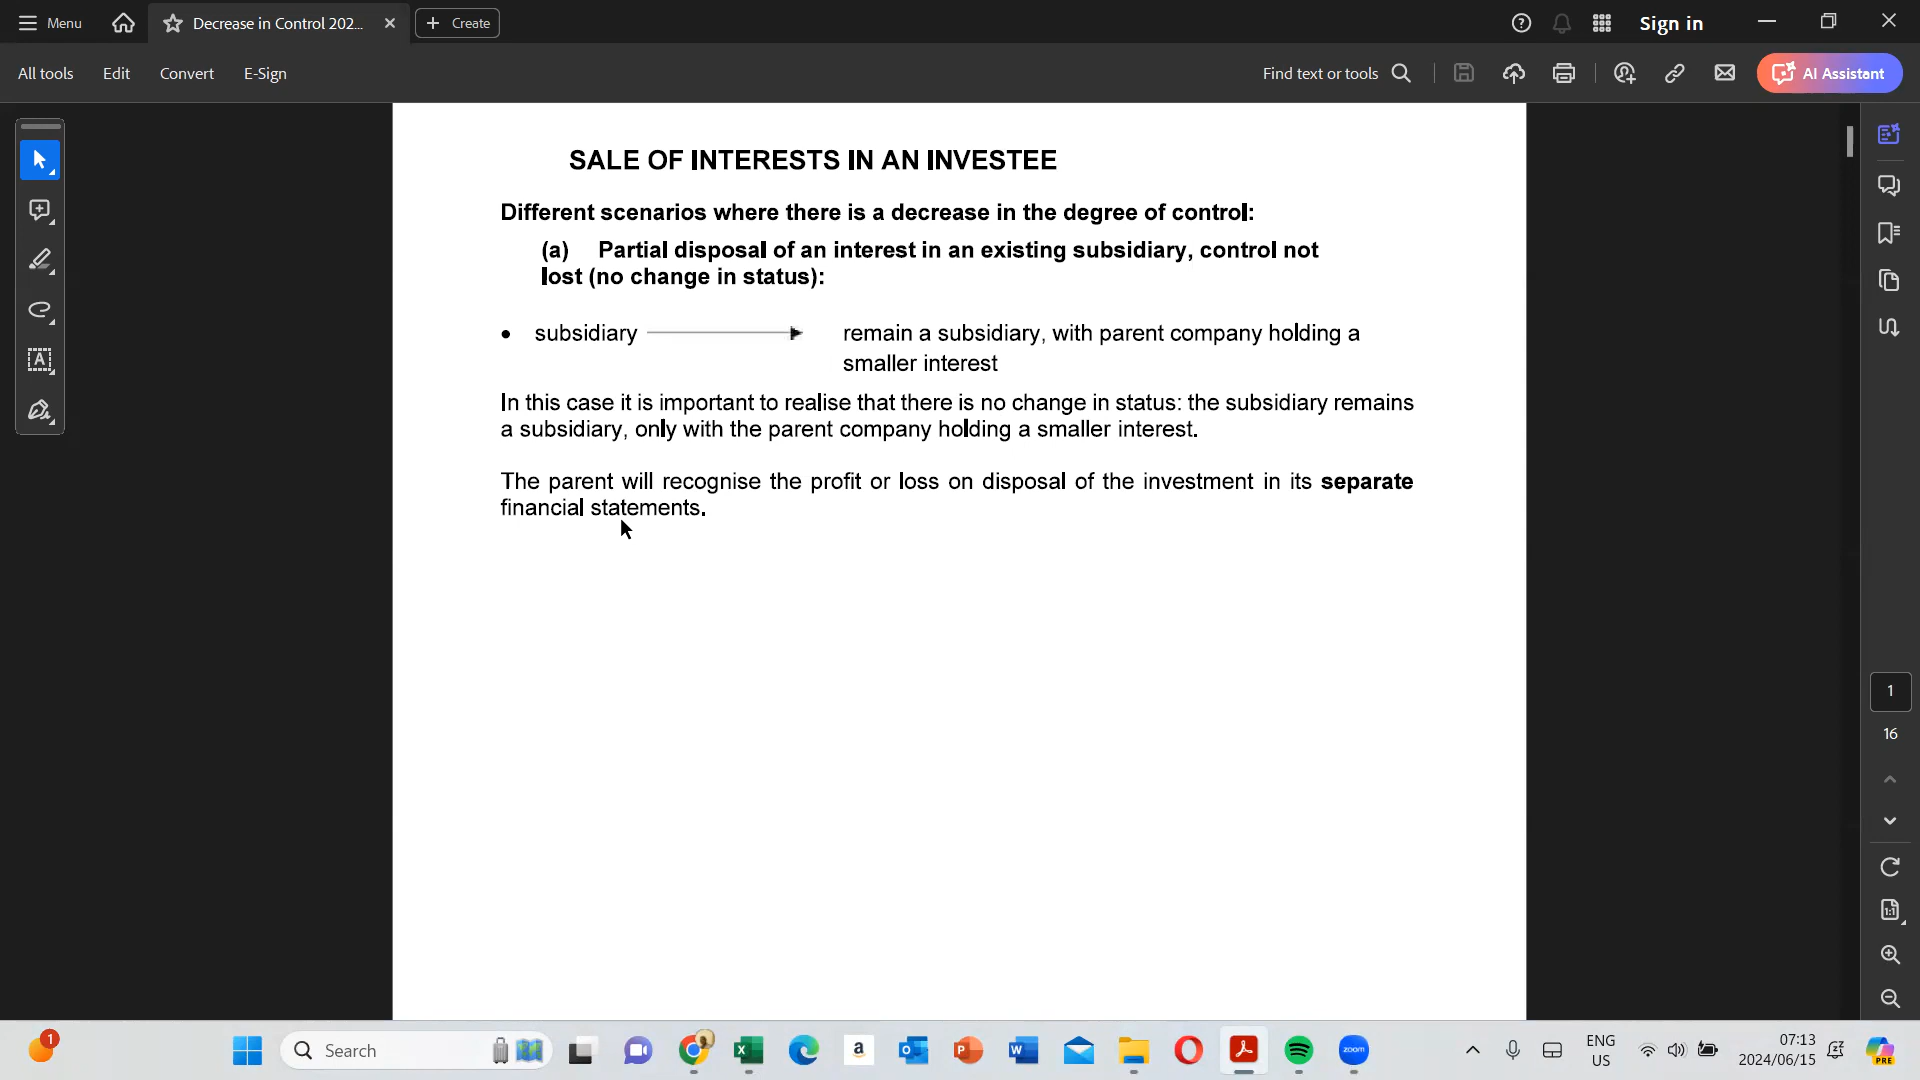 Menu
Decrease in Control 202...
Create
Sign in
All tools
Edit
Convert
E-Sign
Find text or tools
AI Assistant
SALE OF INTERESTS IN AN INVESTEE
Different scenarios where there is a decrease in the degree of control:
(a) Partial disposal of an interest in an existing subsidiary, control not
lost (no change in status):
• subsidiary remain a subsidiary, with parent company holding a
smaller interest
In this case it is important to realise that there is no change in status: the subsidiary remains
a subsidiary, only with the parent company holding a smaller interest.
The parent will recognise the profit or loss on disposal of the investment in its separate
financial statements.
1
16
1
Search
a
zoom
ENG
US
07:13
2024/06/15
PRE